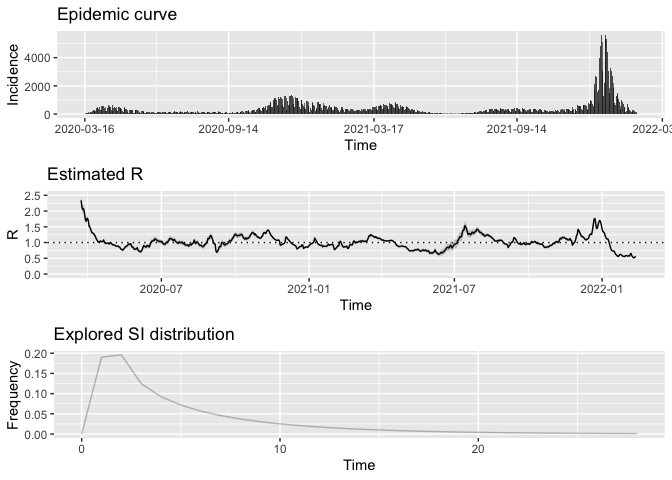 Epidemic curve
4000
2000
0
Incidence
2020-03-16 2020-09-14 2021-03-17 2021-09-14 2022-03
Time
Estimated R
2.5
2.0
1.5
1.0
0.5
0.0
R
2020-07 2021-01 2021-07 2022-01
Time
Explored SI distribution
0.20
0.15
0.10
0.05
0.00
Frequency
0 10 20
Time